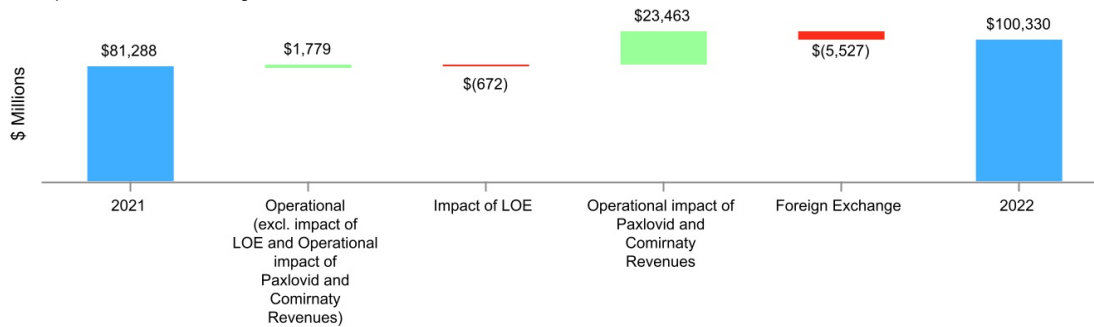 $81,288
$1,779
$(672)
$23,463
$(5,527)
$100,330
$ Millions
2021
Operational
(excl. impact of
LOE and Operational
impact of
Paxlovid and
Comirnaty
Revenues)
Impact of LOE
Operational impact of
Paxlovid and
Comirnaty
Revenues
Foreign Exchange
2022